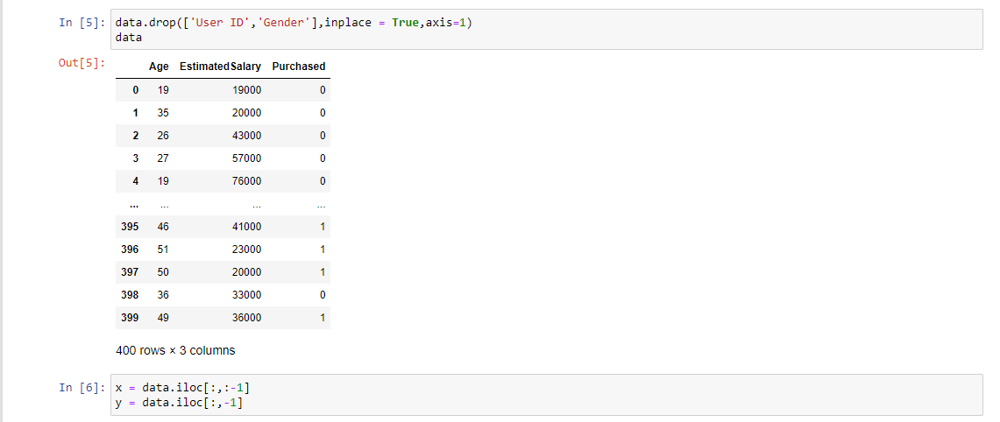 In [5]: data.drop(['User ID','Gender'],inplace = True,axis=1)
data
Out[5]:
Age EstimatedSalary Purchased
0 19 19000 0
1 35 20000 0
2 26 43000 0
3 27 57000 0
4 19 76000 0
... ... ... ...
395 46 41000 1
396 51 23000 1
397 50 20000 1
398 36 33000 0
399 49 36000 1
400 rows × 3 columns
In [6]: x = data.iloc[:,:-1]
y = data.iloc[:,-1]